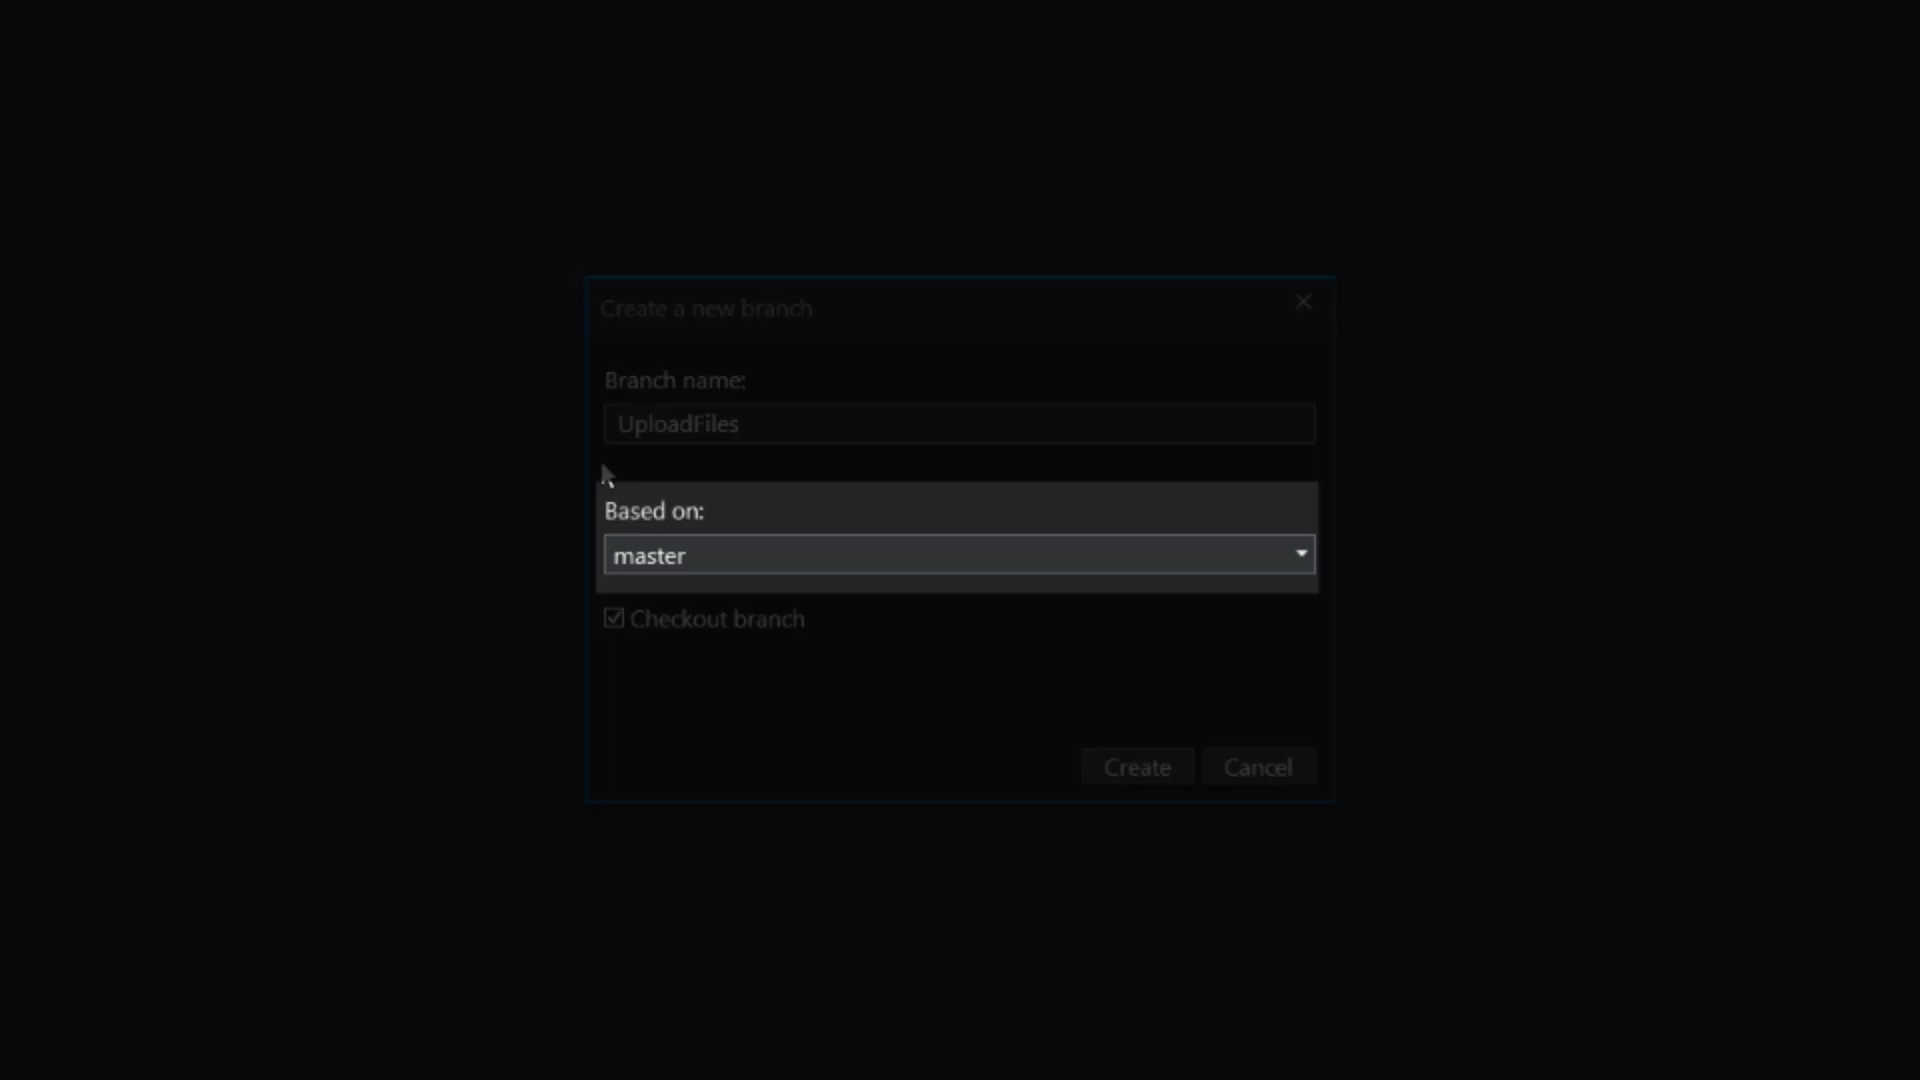 Create a new branch
Branch name:
UploadFiles
Based on:
master
Checkout branch
Create
Cancel